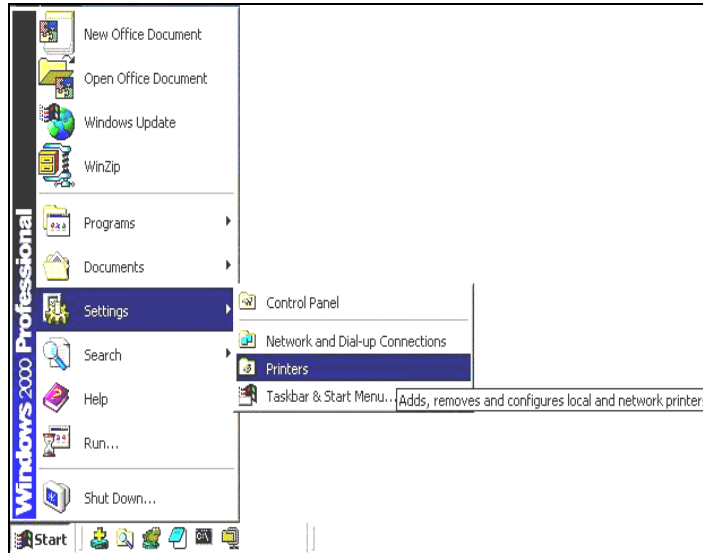 New Office Document
Open Office Document
Windows Update
WinZip
Programs
Documents
Settings
Search
Help
Run...
Shut Down...
Windows 2000 Professional
Control Panel
Network and Dial-up Connections
Printers
Taskbar & Start Menu...
Adds, removes and configures local and network printers
Start